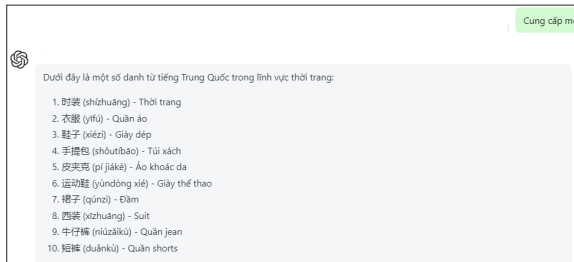 Cung cấp
Dưới đây là một số danh từ tiếng Trung Quốc trong lĩnh vực thời trang:
1. 时装 (shízhuāng) - Thời trang
2. 衣服 (yīfú) - Quần áo
3. 鞋子 (xiézi) - Giày dép
4. 手提包 (shǒutíbāo) - Túi xách
5. 皮夹克 (pí jiákè) - Áo khoác da
6. 运动鞋 (yùndòng xié) - Giày thể thao
7. 裙子 (qúnzi) - Đầm
8. 西装 (xīzhuāng) - Suit
9. 牛仔裤 (niúzǎikù) - Quần jean
10. 短裤 (duǎnkù) - Quần shorts